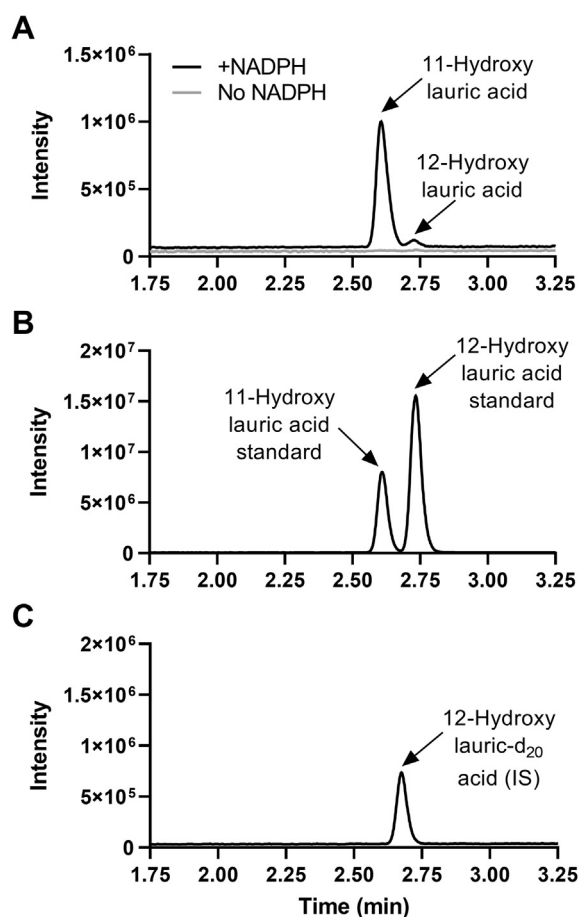 A
Intensity
1.5×10⁶
1×10⁶
5×10⁵
0
+NADPH
No NADPH
11-Hydroxy
lauric acid
12-Hydroxy
lauric acid
1.75 2.00 2.25 2.50 2.75 3.00 3.25
B
Intensity
2×10⁷
1.5×10⁷
1×10⁷
5×10⁶
0
12-Hydroxy
lauric acid
standard
11-Hydroxy
lauric acid
standard
1.75 2.00 2.25 2.50 2.75 3.00 3.25
C
Intensity
2×10⁶
1.5×10⁶
1×10⁶
5×10⁵
0
12-Hydroxy
lauric-d₂₀
acid (IS)
1.75 2.00 2.25 2.50 2.75 3.00 3.25
Time (min)